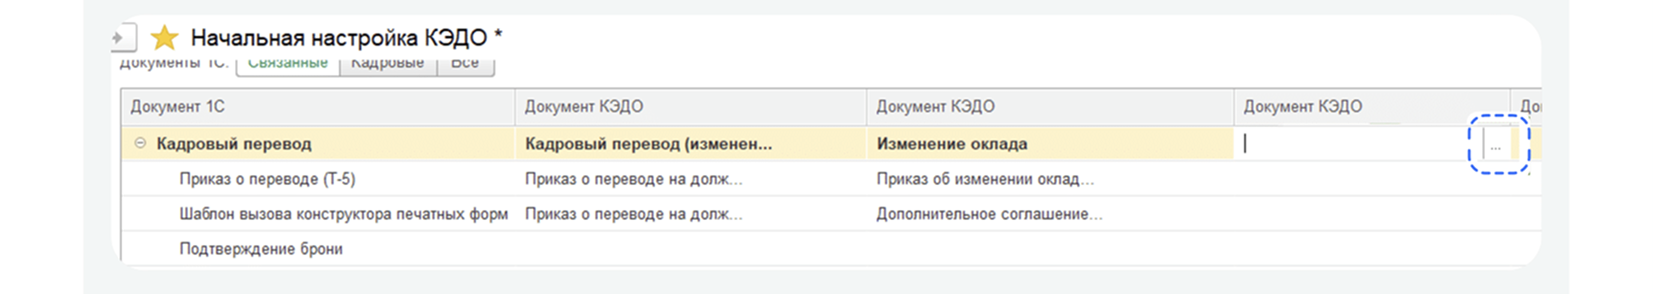 Начальная настройка КЭДО *
Документы 1С: Связанные Кадровые Все
Документ 1С Документ КЭДО Документ КЭДО Документ КЭДО До
Кадровый перевод Кадровый перевод (изменен... Изменение оклада ...
Приказ о переводе (Т-5) Приказ о переводе на долж... Приказ об изменении оклад...
Шаблон вызова конструктора печатных форм Приказ о переводе на долж... Дополнительное соглашение...
Подтверждение брони